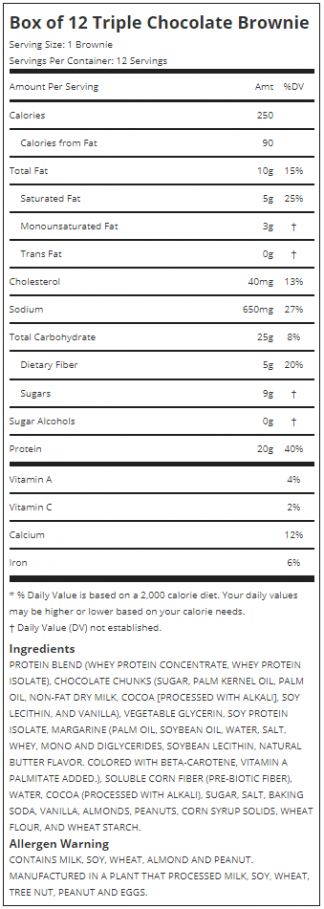 Box of 12 Triple Chocolate Brownie
Serving Size: 1 Brownie
Servings Per Container: 12 Servings
Amount Per Serving Amt %DV
Calories 250
Calories from Fat 90
Total Fat 10g 15%
Saturated Fat 5g 25%
Monounsaturated Fat 3g †
Trans Fat 0g †
Cholesterol 40mg 13%
Sodium 650mg 27%
Total Carbohydrate 25g 8%
Dietary Fiber 5g 20%
Sugars 9g †
Sugar Alcohols 0g †
Protein 20g 40%
Vitamin A 4%
Vitamin C 2%
Calcium 12%
Iron 6%
* % Daily Value is based on a 2,000 calorie diet. Your daily values
may be higher or lower based on your calorie needs.
† Daily Value (DV) not established.
Ingredients
PROTEIN BLEND (WHEY PROTEIN CONCENTRATE, WHEY PROTEIN
ISOLATE), CHOCOLATE CHUNKS (SUGAR, PALM KERNEL OIL, PALM
OIL, NON-FAT DRY MILK, COCOA [PROCESSED WITH ALKALI], SOY
LECITHIN, AND VANILLA), VEGETABLE GLYCERIN, SOY PROTEIN
ISOLATE, MARGARINE (PALM OIL, SOYBEAN OIL, WATER, SALT,
WHEY, MONO AND DIGLYCERIDES, SOYBEAN LECITHIN, NATURAL
BUTTER FLAVOR. COLORED WITH BETA-CAROTENE, VITAMIN A
PALMITATE ADDED.), SOLUBLE CORN FIBER (PRE-BIOTIC FIBER),
WATER, COCOA (PROCESSED WITH ALKALI), SUGAR, SALT, BAKING
SODA, VANILLA, ALMONDS, PEANUTS, CORN SYRUP SOLIDS, WHEAT
FLOUR, AND WHEAT STARCH.
Allergen Warning
CONTAINS MILK, SOY, WHEAT, ALMOND AND PEANUT.
MANUFACTURED IN A PLANT THAT PROCESSED MILK, SOY, WHEAT,
TREE NUT, PEANUT AND EGGS.